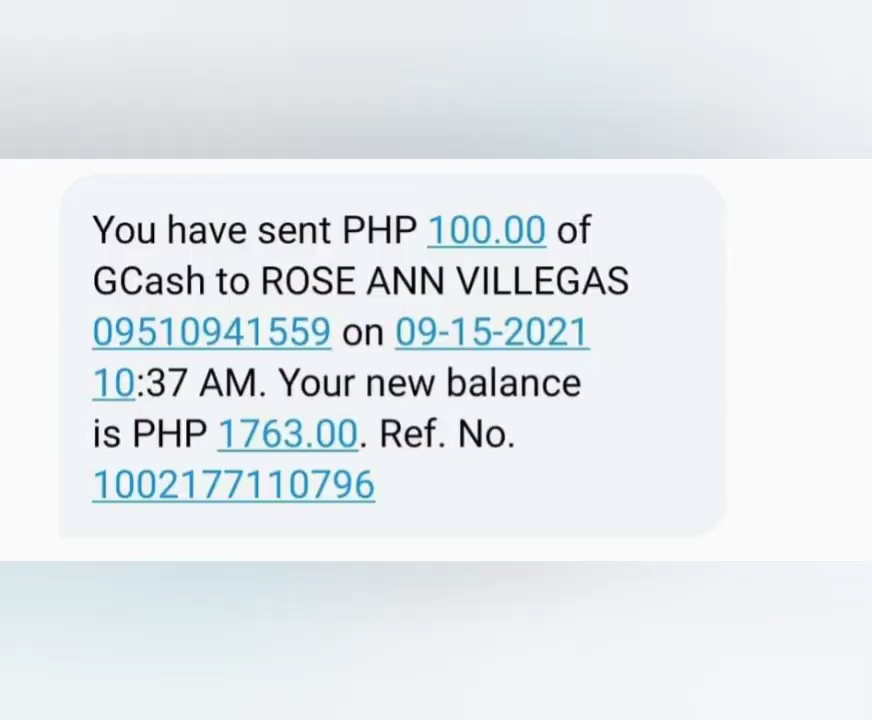 You have sent PHP 100.00 of
GCash to ROSE ANN VILLEGAS
09510941559 on 09-15-2021
10:37 AM. Your new balance
is PHP 1763.00. Ref. No.
1002177110796